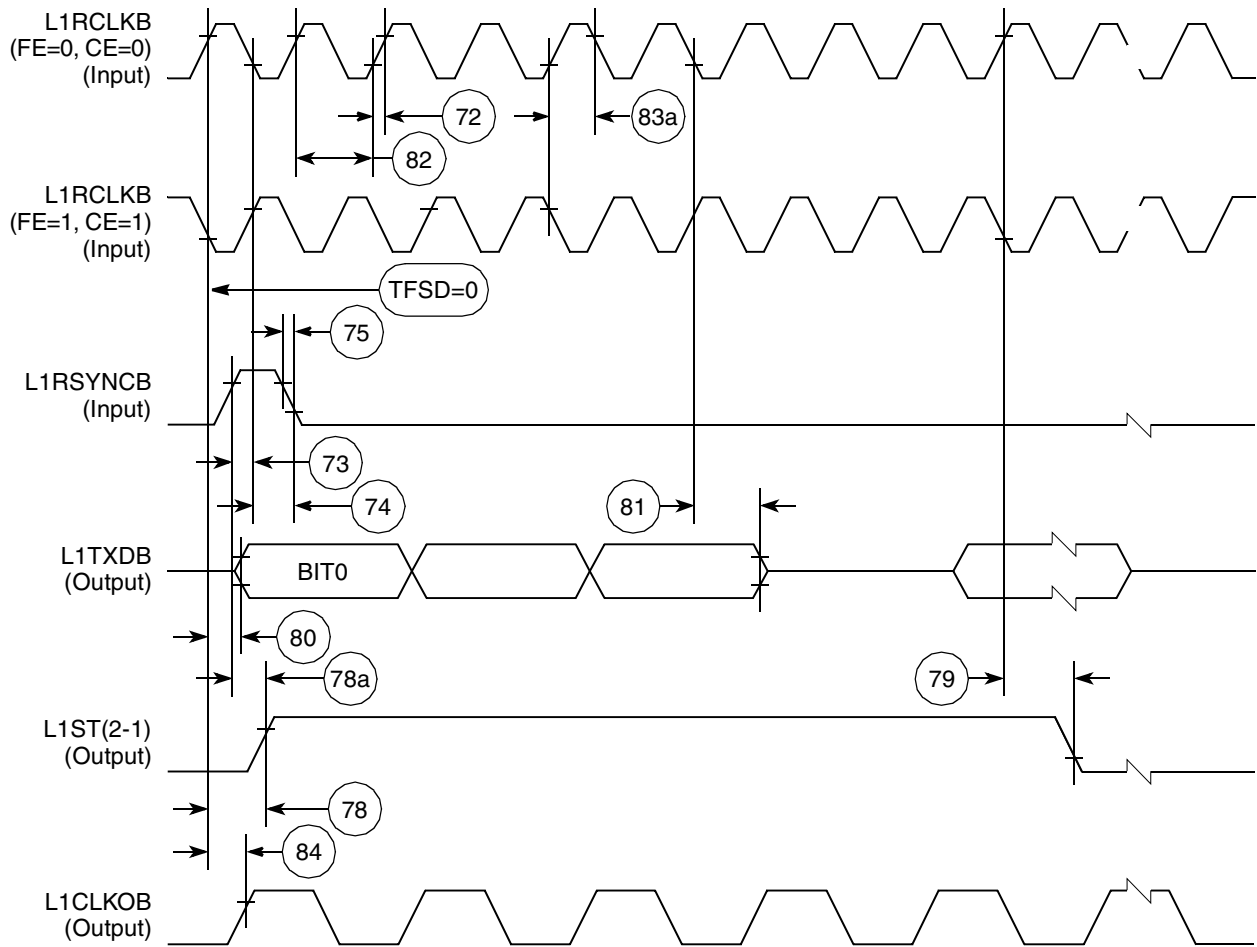 L1RCLKB
(FE=0, CE=0)
(Input)
72
83a
82
L1RCLKB
(FE=1, CE=1)
(Input)
TFSD=0
75
L1RSYNCB
(Input)
73
74
81
L1TXDB
(Output)
BIT0
80
78a
79
L1ST(2-1)
(Output)
78
84
L1CLKOB
(Output)